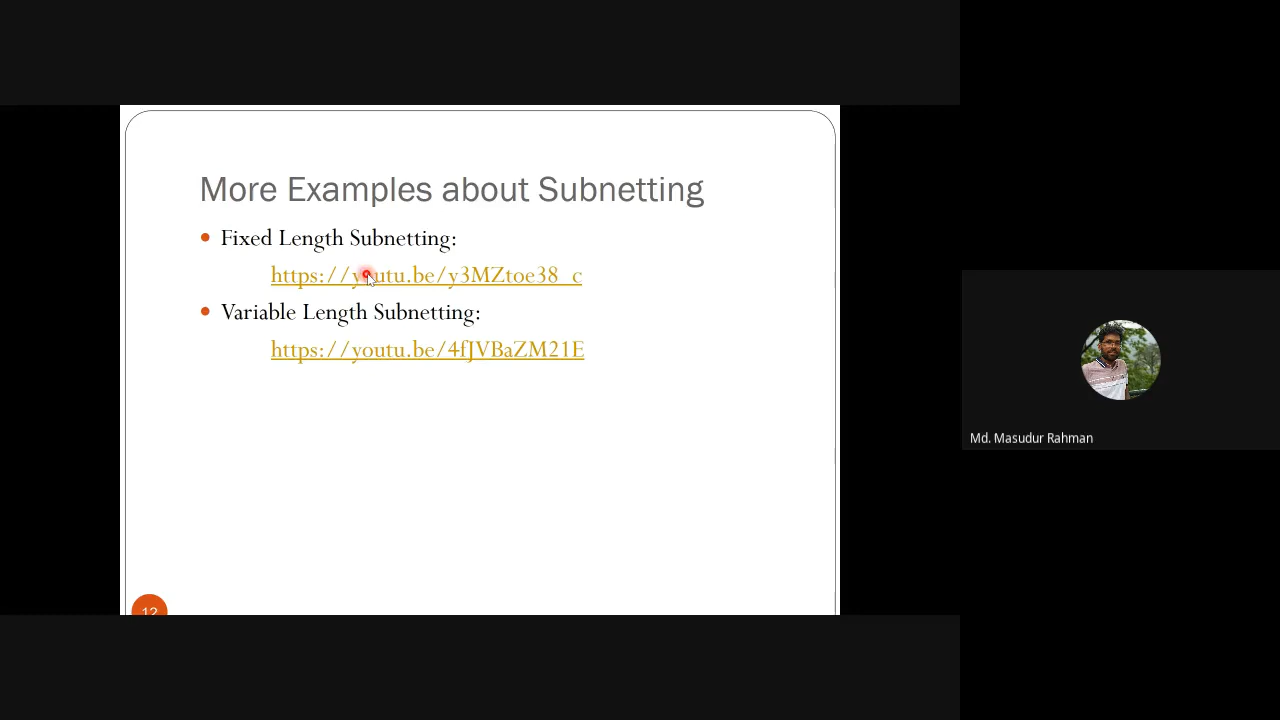 More Examples about Subnetting
Fixed Length Subnetting:
https://youtu.be/y3MZtoe38_c
Variable Length Subnetting:
https://youtu.be/4fJVBaZM21E
12
Md. Masudur Rahman